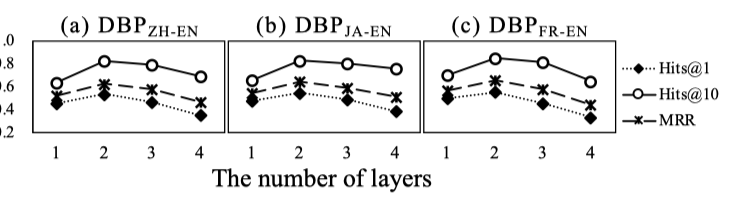 (a) DBPZH-EN (b) DBPJA-EN (c) DBPFR-EN
.0
0.8
0.6
0.4
0.2
Hits@1
Hits@10
MRR
1 2 3 4 1 2 3 4 1 2 3 4
The number of layers